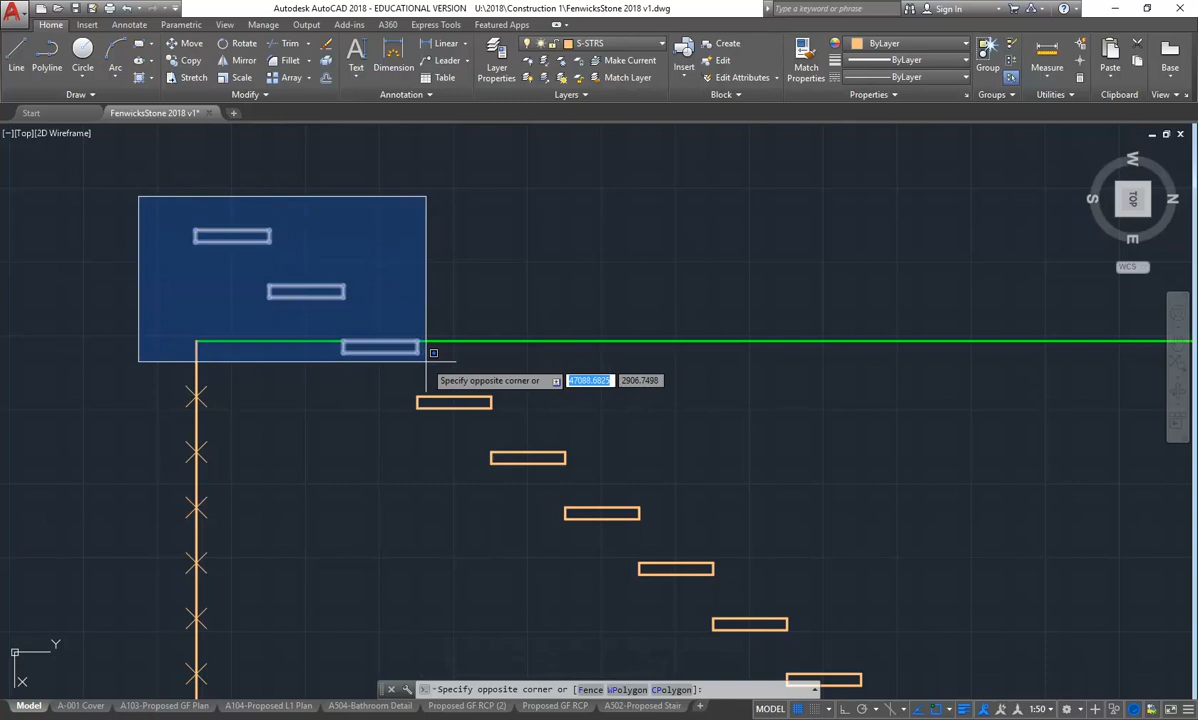 Autodesk AutoCAD 2018 - EDUCATIONAL VERSION U:\2018\Construction 1\FenwicksStone 2018 v1.dwg
Type a keyword or phrase
Sign In
Home Insert Annotate Parametric View Manage Output Add-ins A360 Express Tools Featured Apps
Line
Polyline
Circle
Arc
Move
Copy
Stretch
Rotate
Mirror
Scale
Trim
Fillet
Array
Text
Dimension
Linear
Leader
Table
Layer Properties
S-STRS
Make Current
Match Layer
Insert
Create
Edit
Edit Attributes
Match Properties
ByLayer
ByLayer
ByLayer
Group
Measure
Paste
Base
Draw Modify Annotation Layers Block Properties Groups Utilities Clipboard View
Start
FenwicksStone 2018 v1*
[−][Top][2D Wireframe]
W
S
TOP
N
E
WCS
Specify opposite corner or 47088.6825 2906.7498
Y
X
Specify opposite corner or [Fence WPolygon CPolygon]:
Model A-001 Cover A103-Proposed GF Plan A104-Proposed L1 Plan A504-Bathroom Detail Proposed GF RCP (2) Proposed GF RCP A502-Proposed Stair
MODEL
1:50